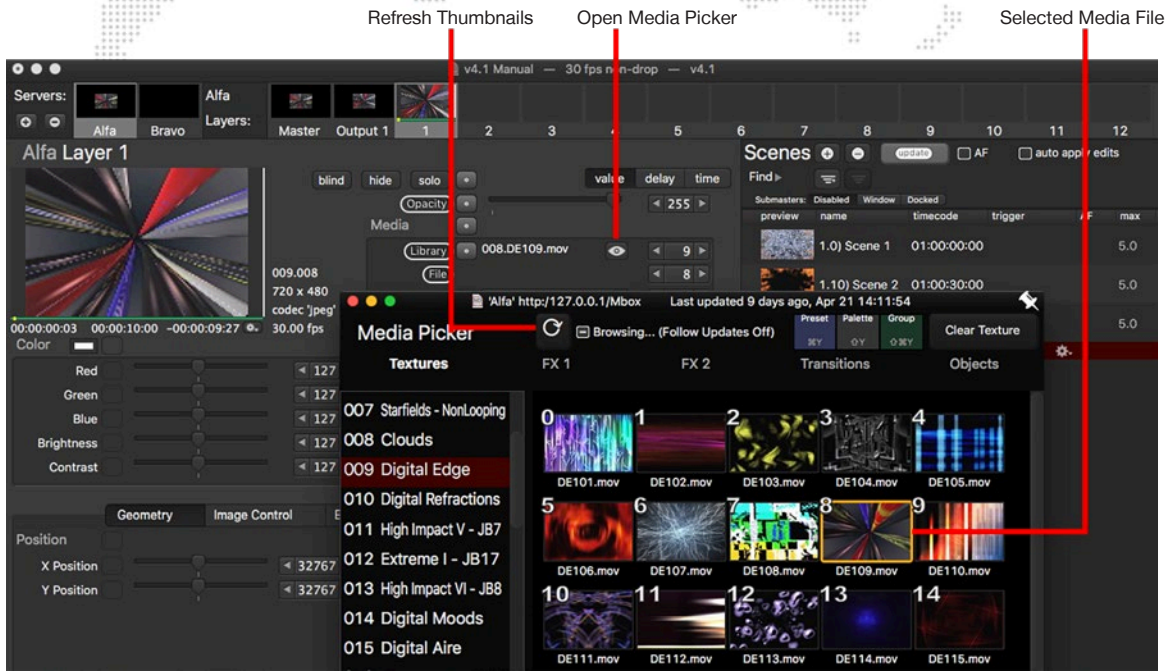 Refresh Thumbnails Open Media Picker Selected Media File
v4.1 Manual — 30 fps non-drop — v4.1
Servers:
Alfa Bravo
Alfa
Layers:
Master Output 1 1 2 3 4 5 6 7 8 9 10 11 12
Alfa Layer 1
blind hide solo
value delay time
Opacity
255
Media
Library
008.DE109.mov
9
File
8
009.008
720 x 480
codec 'jpeg'
30.00 fps
00:00:00:03 00:00:10:00 -00:00:09:27
Color
Red
127
Green
127
Blue
127
Brightness
127
Contrast
127
Geometry Image Control
Position
X Position
32767
Y Position
32767
Scenes
update
AF
auto apply edits
Find
Submasters: Disabled Window Docked
preview name timecode trigger AF max
1.0) Scene 1 01:00:00:00 5.0
1.10) Scene 2 01:00:30:00 5.0
5.0
'Alfa' http:/127.0.0.1/Mbox Last updated 9 days ago, Apr 21 14:11:54
Media Picker
Browsing... (Follow Updates Off)
Preset Palette Group
⌘Y ⇧Y ⇧⌘Y
Clear Texture
Textures FX 1 FX 2 Transitions Objects
007 Starfields - NonLooping
008 Clouds
009 Digital Edge
010 Digital Refractions
011 High Impact V - JB7
012 Extreme I - JB17
013 High Impact VI - JB8
014 Digital Moods
015 Digital Aire
0 1 2 3 4
DE101.mov DE102.mov DE103.mov DE104.mov DE105.mov
5 6 7 8 9
DE106.mov DE107.mov DE108.mov DE109.mov DE110.mov
10 11 12 13 14
DE111.mov DE112.mov DE113.mov DE114.mov DE115.mov